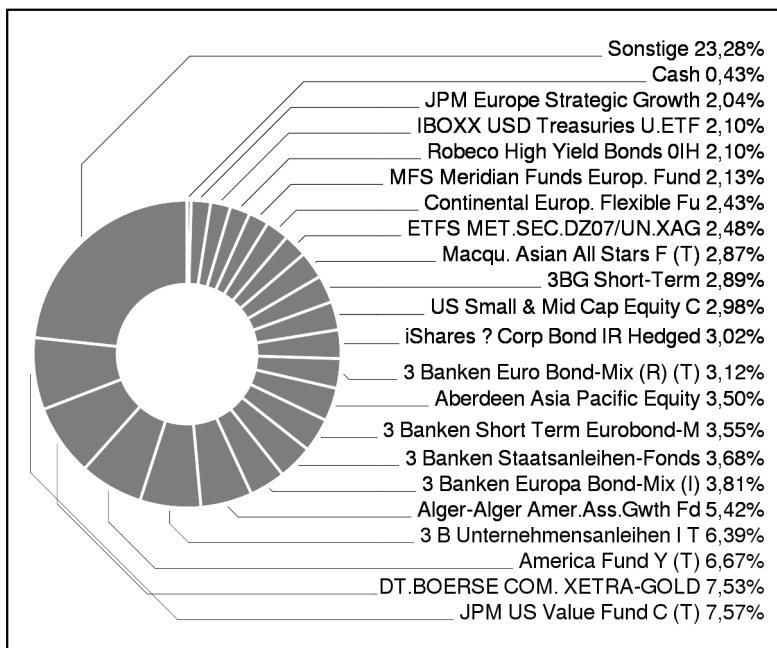 Sonstige 23,28%
Cash 0,43%
JPM Europe Strategic Growth 2,04%
IBOXX USD Treasuries U.ETF 2,10%
Robeco High Yield Bonds 0IH 2,10%
MFS Meridian Funds Europ. Fund 2,13%
Continental Europ. Flexible Fu 2,43%
ETFS MET.SEC.DZ07/UN.XAG 2,48%
Macqu. Asian All Stars F (T) 2,87%
3BG Short-Term 2,89%
US Small & Mid Cap Equity C 2,98%
iShares ? Corp Bond IR Hedged 3,02%
3 Banken Euro Bond-Mix (R) (T) 3,12%
Aberdeen Asia Pacific Equity 3,50%
3 Banken Short Term Eurobond-M 3,55%
3 Banken Staatsanleihen-Fonds 3,68%
3 Banken Europa Bond-Mix (I) 3,81%
Alger-Alger Amer.Ass.Gwth Fd 5,42%
3 B Unternehmensanleihen I T 6,39%
America Fund Y (T) 6,67%
DT.BOERSE COM. XETRA-GOLD 7,53%
JPM US Value Fund C (T) 7,57%